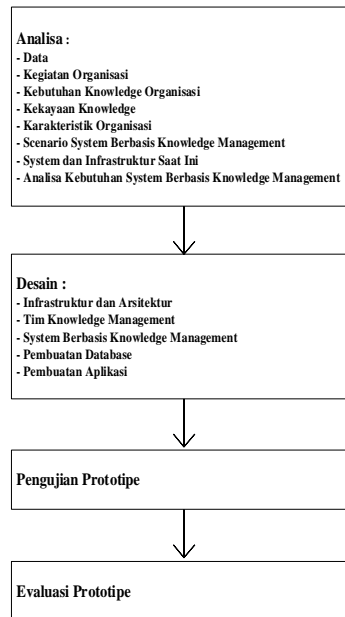 Analisa :
- Data
- Kegiatan Organisasi
- Kebutuhan Knowledge Organisasi
- Kekayaan Knowledge
- Karakteristik Organisasi
- Scenario System Berbasis Knowledge Management
- System dan Infrastruktur Saat Ini
- Analisa Kebutuhan System Berbasis Knowledge Management
Desain :
- Infrastruktur dan Arsitektur
- Tim Knowledge Management
- System Berbasis Knowledge Management
- Pembuatan Database
- Pembuatan Aplikasi
Pengujian Prototipe
Evaluasi Prototipe